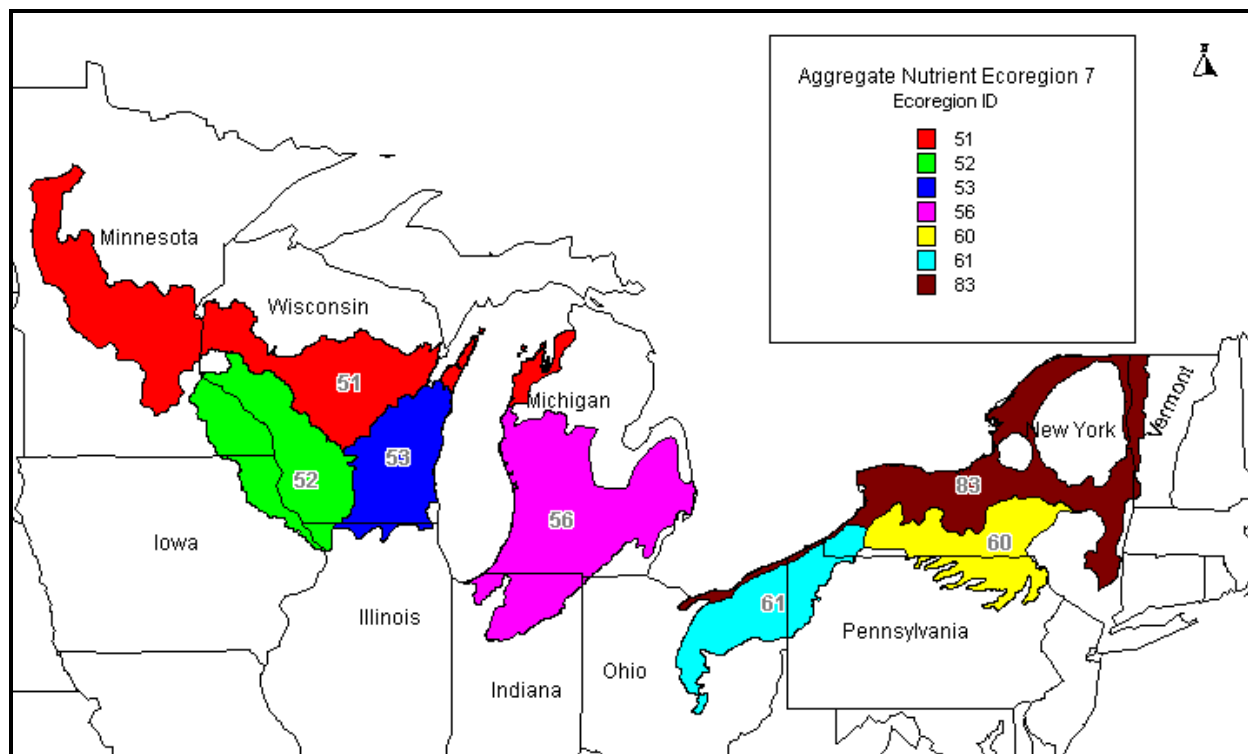 Aggregate Nutrient Ecoregion 7
Ecoregion ID
51
52
53
56
60
61
83
Minnesota
Wisconsin
51
Michigan
New York
Vermont
53
52
83
56
60
Iowa
61
Illinois
Pennsylvania
Ohio
Indiana